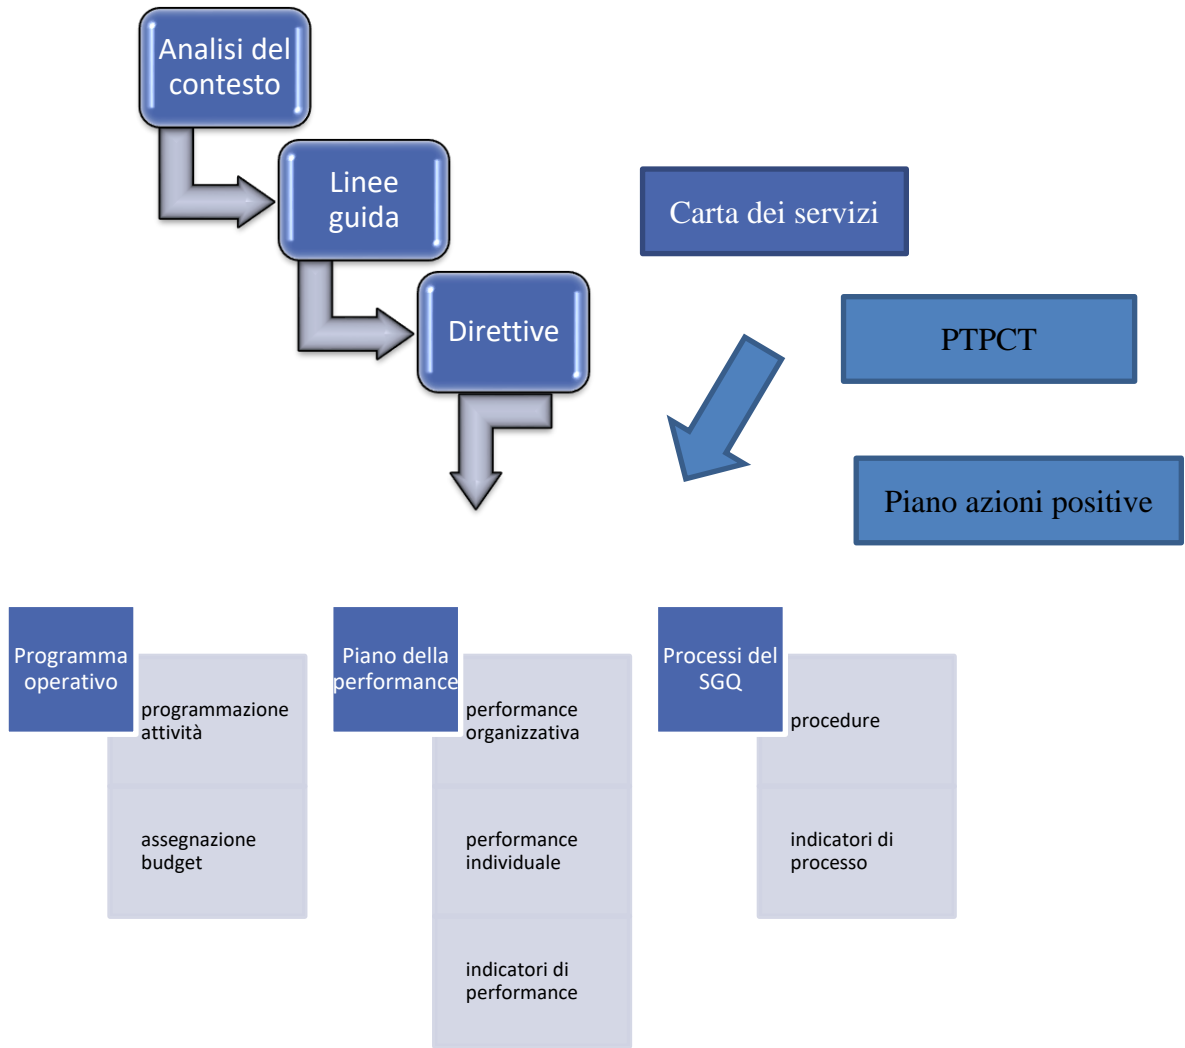 Analisi del
contesto
Linee
guida
Carta dei servizi
Direttive
PTPCT
Piano azioni positive
Programma
operativo
programmazione
attività
assegnazione
budget
Piano della
performance
performance
organizzativa
performance
individuale
indicatori di
performance
Processi del
SGQ
procedure
indicatori di
processo